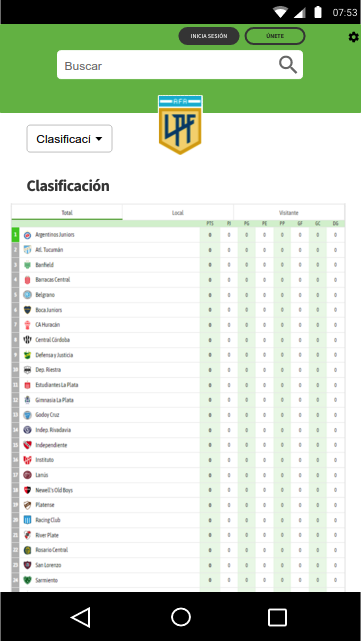 07:53
INICIA SESIÓN
ÚNETE
Buscar
AFA
LPF
Clasificaci
Clasificación
Total Local Visitante
PTS PJ PG PE PP GF GC DG
1 Argentinos Juniors 0 0 0 0 0 0 0 0
2 Atl. Tucumán 0 0 0 0 0 0 0 0
3 Banfield 0 0 0 0 0 0 0 0
4 Barracas Central 0 0 0 0 0 0 0 0
5 Belgrano 0 0 0 0 0 0 0 0
6 Boca Juniors 0 0 0 0 0 0 0 0
7 CA Huracán 0 0 0 0 0 0 0 0
8 Central Córdoba 0 0 0 0 0 0 0 0
9 Defensa y Justicia 0 0 0 0 0 0 0 0
10 Dep. Riestra 0 0 0 0 0 0 0 0
11 Estudiantes La Plata 0 0 0 0 0 0 0 0
12 Gimnasia La Plata 0 0 0 0 0 0 0 0
13 Godoy Cruz 0 0 0 0 0 0 0 0
14 Indep. Rivadavia 0 0 0 0 0 0 0 0
15 Independiente 0 0 0 0 0 0 0 0
16 Instituto 0 0 0 0 0 0 0 0
17 Lanús 0 0 0 0 0 0 0 0
18 Newell's Old Boys 0 0 0 0 0 0 0 0
19 Platense 0 0 0 0 0 0 0 0
20 Racing Club 0 0 0 0 0 0 0 0
21 River Plate 0 0 0 0 0 0 0 0
22 Rosario Central 0 0 0 0 0 0 0 0
23 San Lorenzo 0 0 0 0 0 0 0 0
24 Sarmiento 0 0 0 0 0 0 0 0